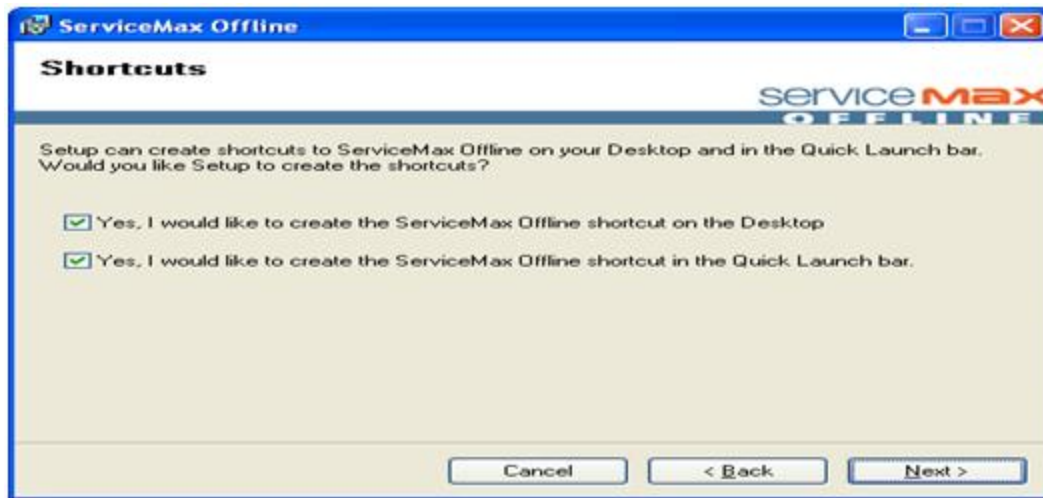 ServiceMax Offline
Shortcuts
service max
OFFLINE
Setup can create shortcuts to ServiceMax Offline on your Desktop and in the Quick Launch bar.
Would you like Setup to create the shortcuts?
Yes, I would like to create the ServiceMax Offline shortcut on the Desktop
Yes, I would like to create the ServiceMax Offline shortcut in the Quick Launch bar.
Cancel
< Back
Next >